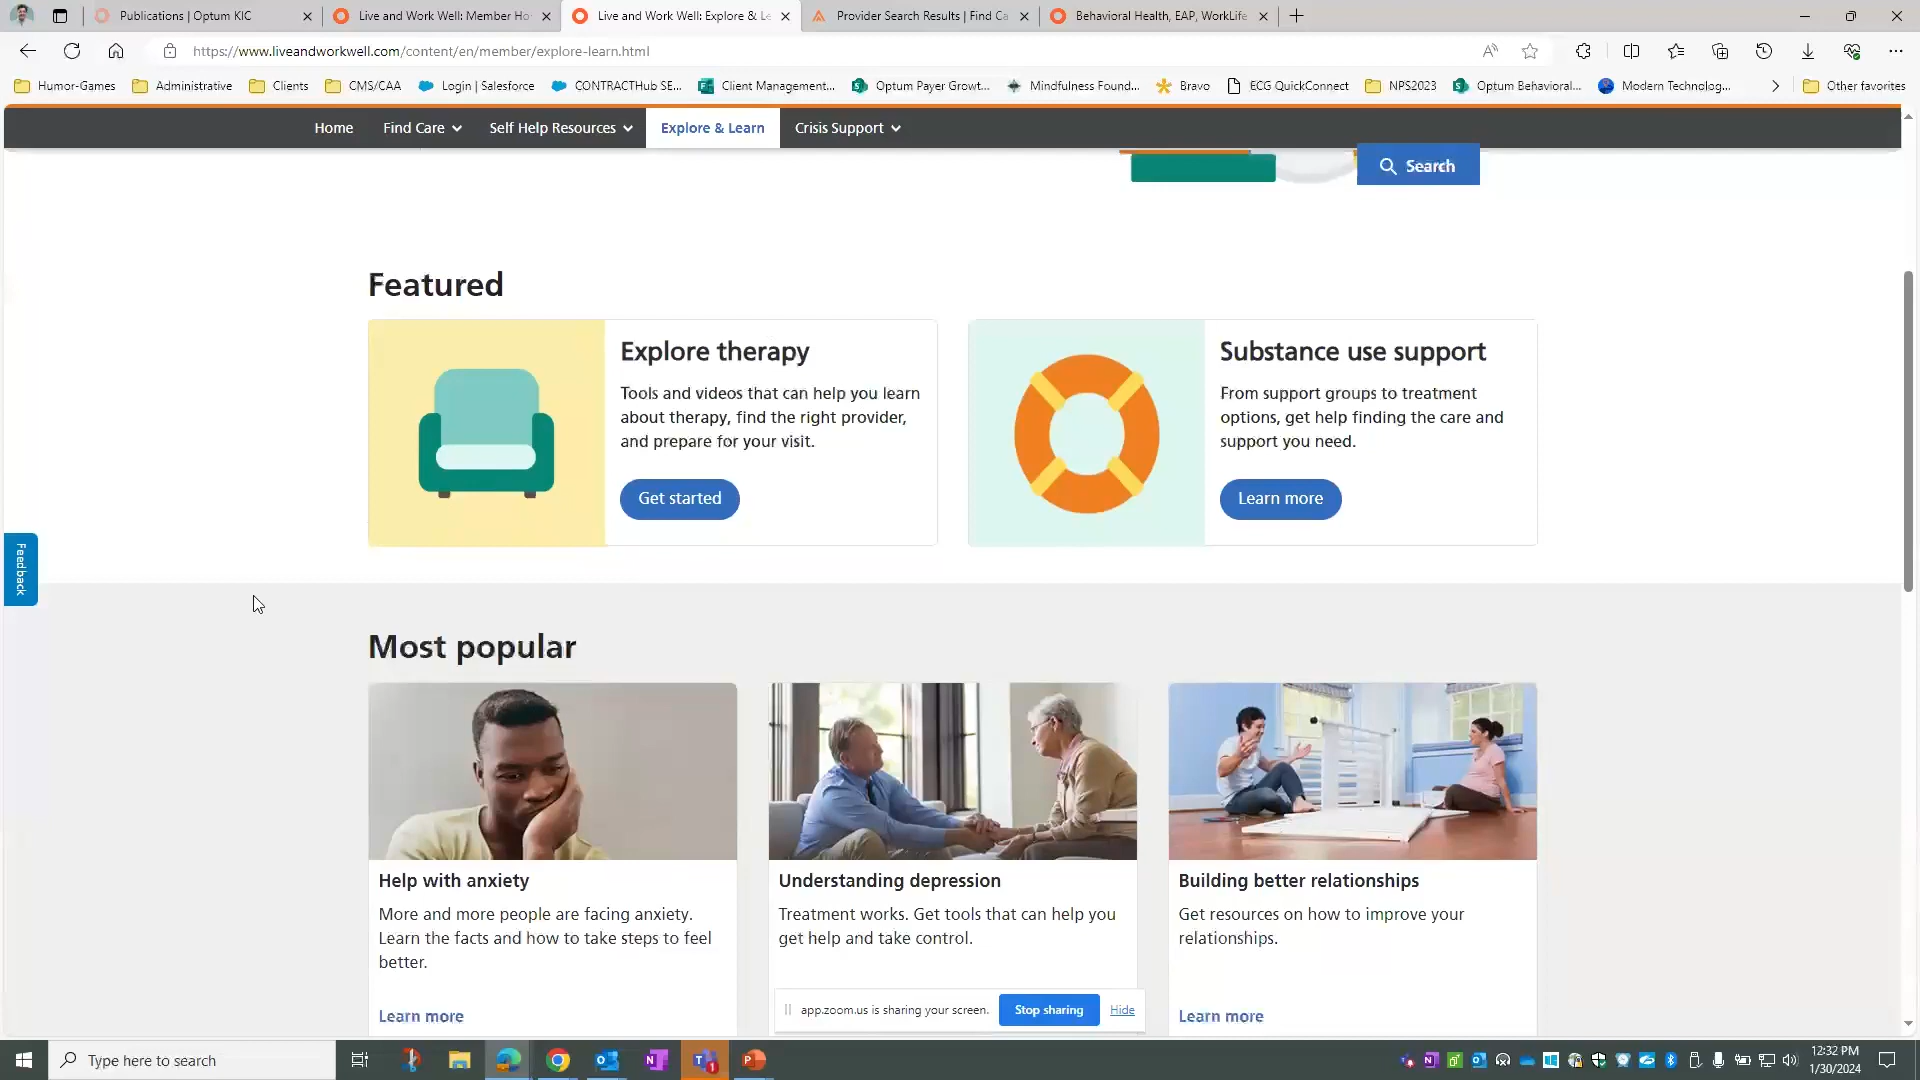 Publications | Optum KIC
Live and Work Well: Member Ho
Live and Work Well: Explore & Le
Provider Search Results | Find Ca
Behavioral Health, EAP, WorkLife
https://www.liveandworkwell.com/content/en/member/explore-learn.html
Humor-Games
Administrative
Clients
CMS/CAA
Login | Salesforce
CONTRACTHub SE...
Client Management...
Optum Payer Growt...
Mindfulness Found...
Bravo
ECG QuickConnect
NPS2023
Optum Behavioral...
Modern Technolog...
Other favorites
Home
Find Care
Self Help Resources
Explore & Learn
Crisis Support
Search
Featured
Explore therapy
Tools and videos that can help you learn
about therapy, find the right provider,
and prepare for your visit.
Get started
Substance use support
From support groups to treatment
options, get help finding the care and
support you need.
Learn more
Feedback
Most popular
Help with anxiety
More and more people are facing anxiety.
Learn the facts and how to take steps to feel
better.
Learn more
Understanding depression
Treatment works. Get tools that can help you
get help and take control.
Building better relationships
Get resources on how to improve your
relationships.
Learn more
app.zoom.us is sharing your screen.
Stop sharing
Hide
Type here to search
12:32 PM
1/30/2024